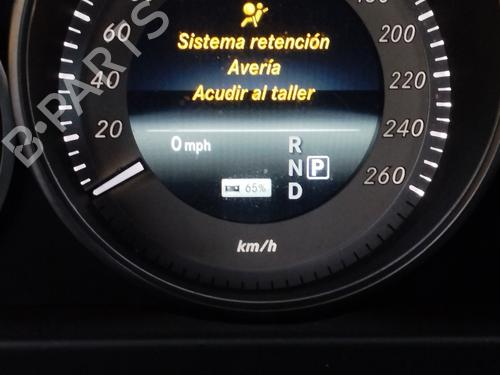 60
200
Sistema retención
Avería
40
220
Acudir al taller
20
240
0 mph
R
N P
260
65%
D
km/h
B-PARTS